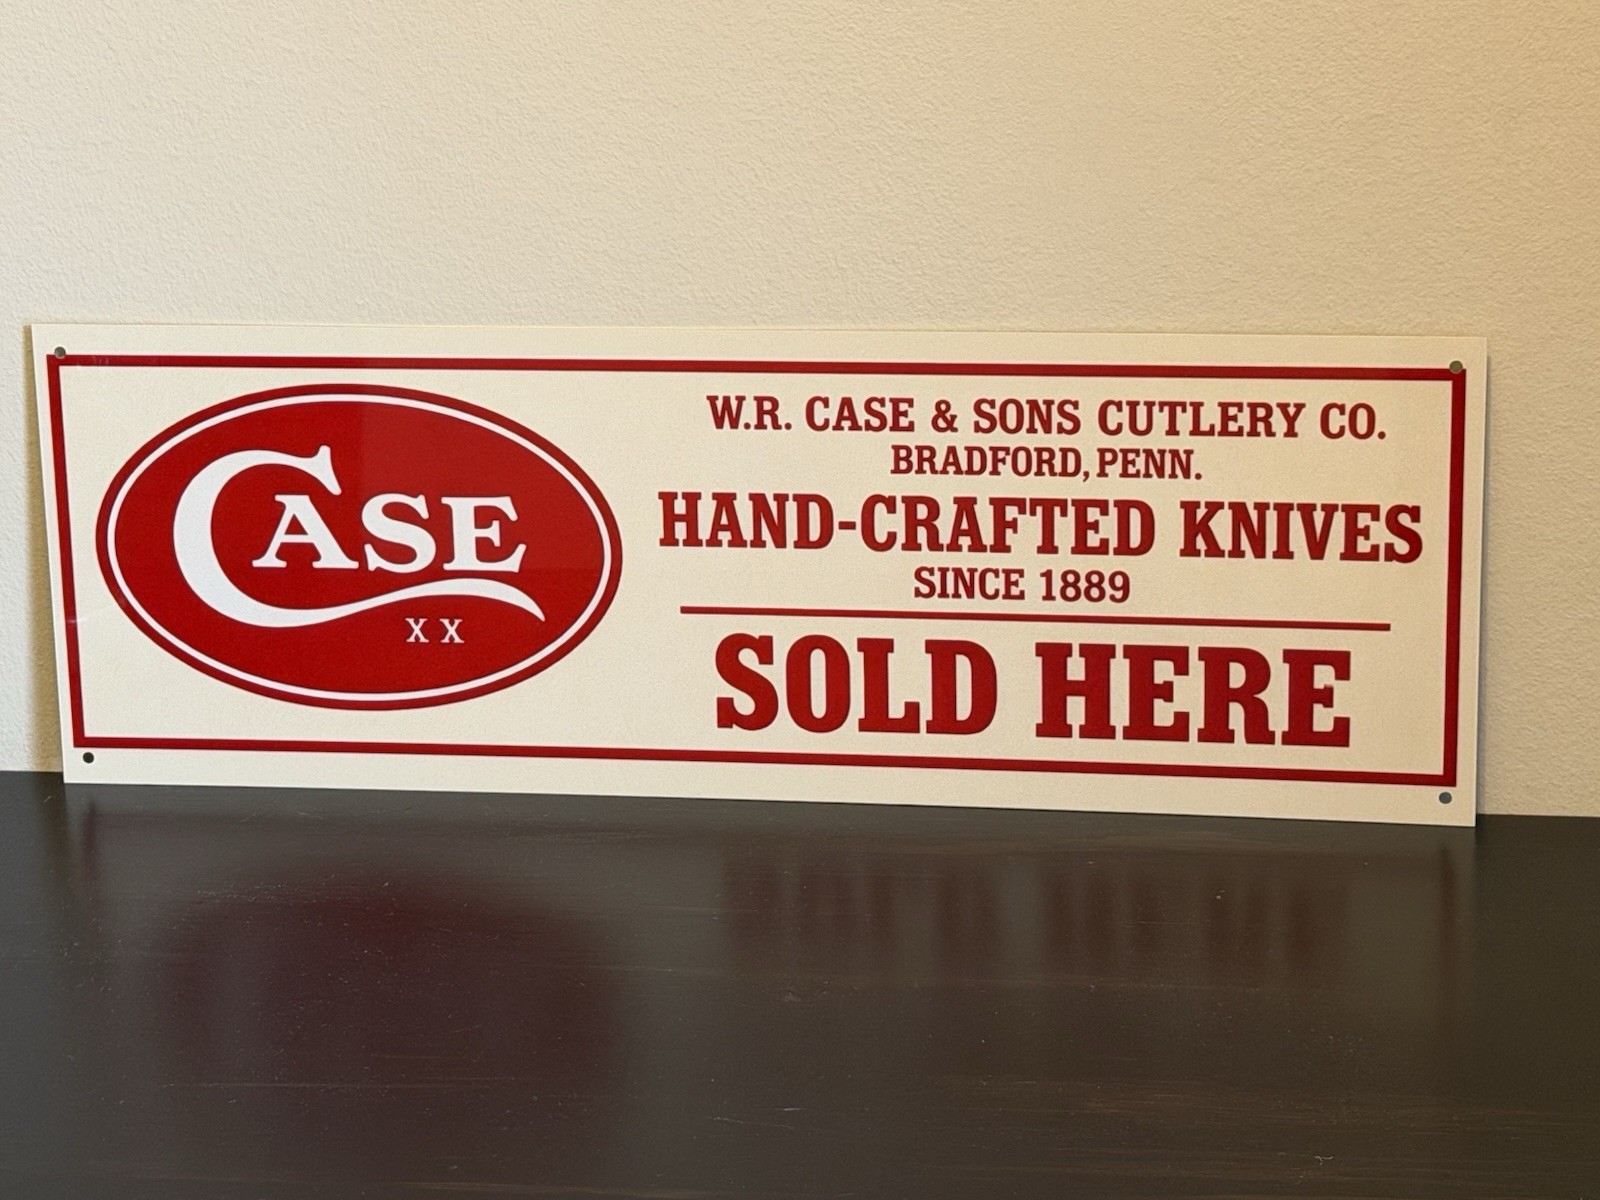 CASE
XX
W.R. CASE & SONS CUTLERY CO.
BRADFORD, PENN.
HAND-CRAFTED KNIVES
SINCE 1889
SOLD HERE